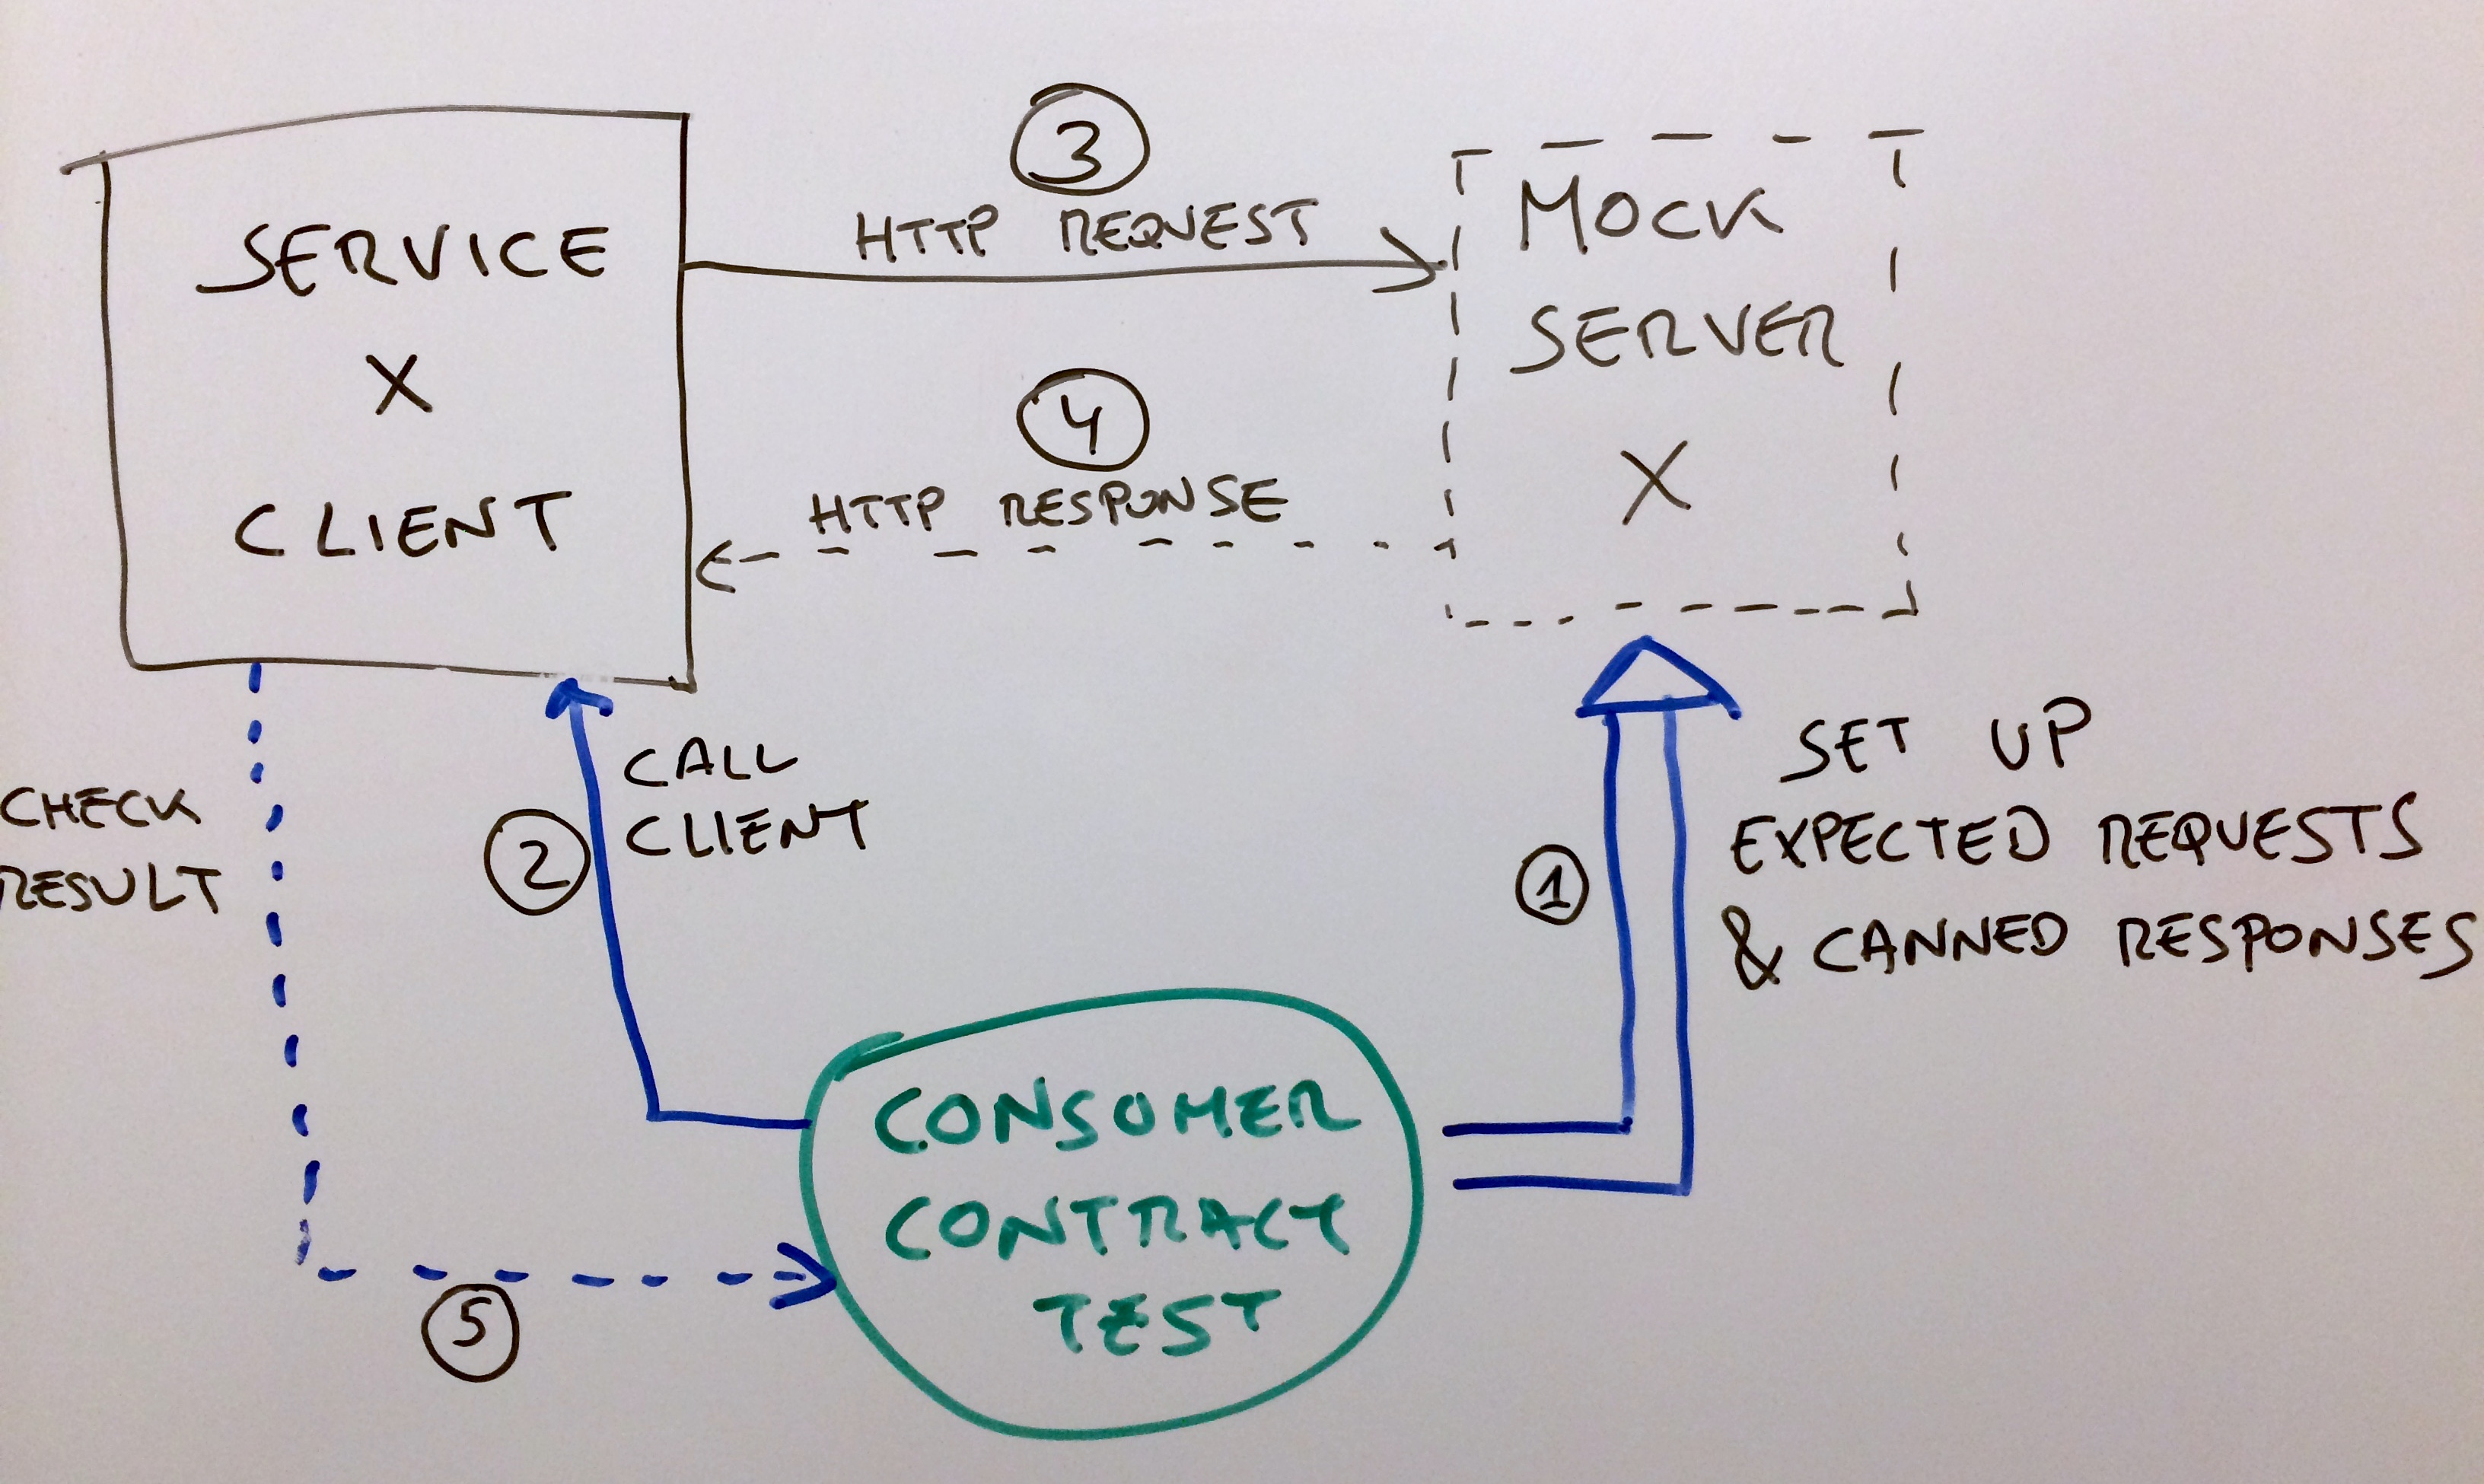 SERVICE
X
CLIENT
3
HTTP REQUEST
4
HTTP RESPONSE
MOCK
SERVER
X
CHECK
RESULT
2
CALL
CLIENT
1
SET UP
EXPECTED REQUESTS
& CANNED RESPONSES
CONSUMER
CONTRACT
TEST
5